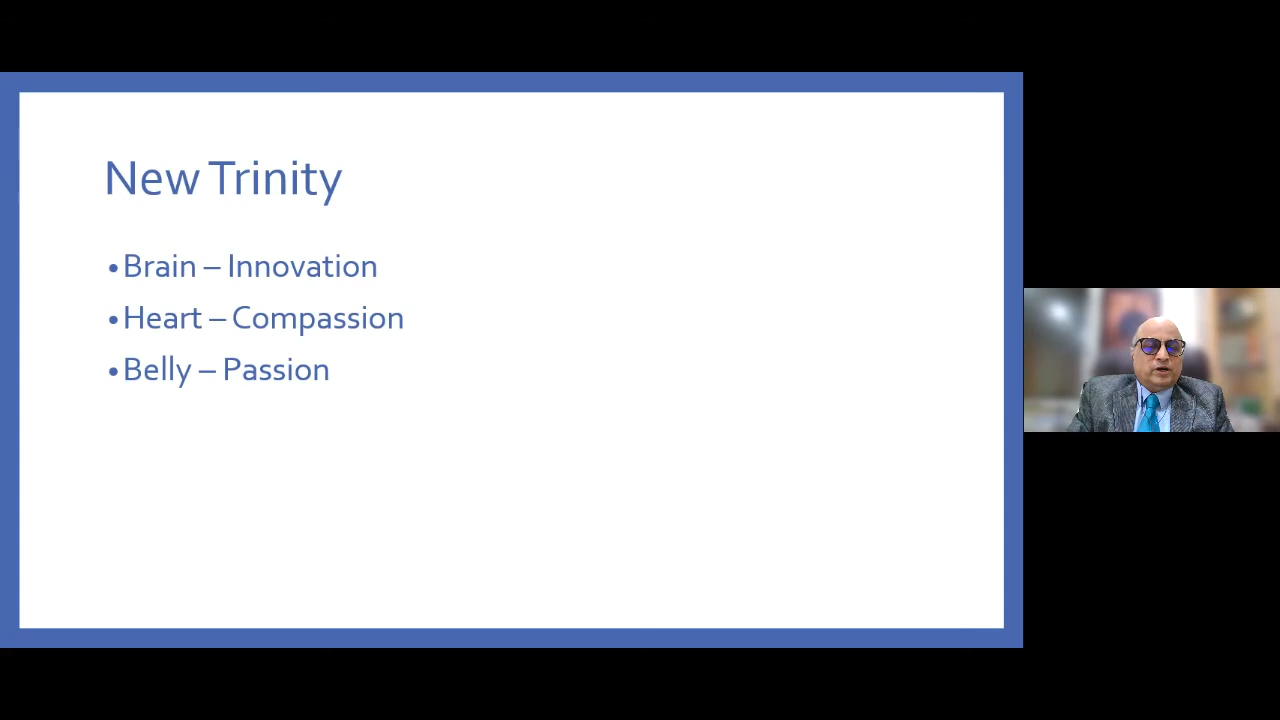 New Trinity
•Brain – Innovation
•Heart – Compassion
•Belly – Passion